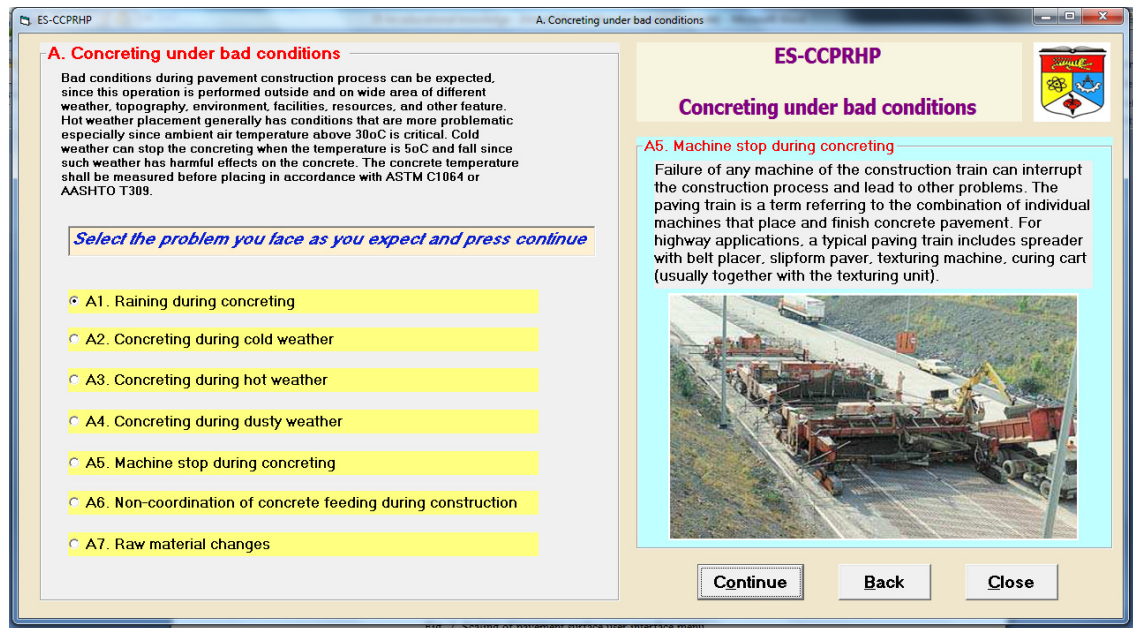 ES-CCPRHP
A. Concreting under bad conditions
A. Concreting under bad conditions
Bad conditions during pavement construction process can be expected,
since this operation is performed outside and on wide area of different
weather, topography, environment, facilities, resources, and other feature.
Hot weather placement generally has conditions that are more problematic
especially since ambient air temperature above 30oC is critical. Cold
weather can stop the concreting when the temperature is 5oC and fall since
such weather has harmful effects on the concrete. The concrete temperature
shall be measured before placing in accordance with ASTM C1064 or
AASHTO T309.
Select the problem you face as you expect and press continue
A1. Raining during concreting
A2. Concreting during cold weather
A3. Concreting during hot weather
A4. Concreting during dusty weather
A5. Machine stop during concreting
A6. Non-coordination of concrete feeding during construction
A7. Raw material changes
ES-CCPRHP
Concreting under bad conditions
A5. Machine stop during concreting
Failure of any machine of the construction train can interrupt
the construction process and lead to other problems. The
paving train is a term referring to the combination of individual
machines that place and finish concrete pavement. For
highway applications, a typical paving train includes spreader
with belt placer, slipform paver, texturing machine, curing cart
(usually together with the texturing unit).
Continue
Back
Close